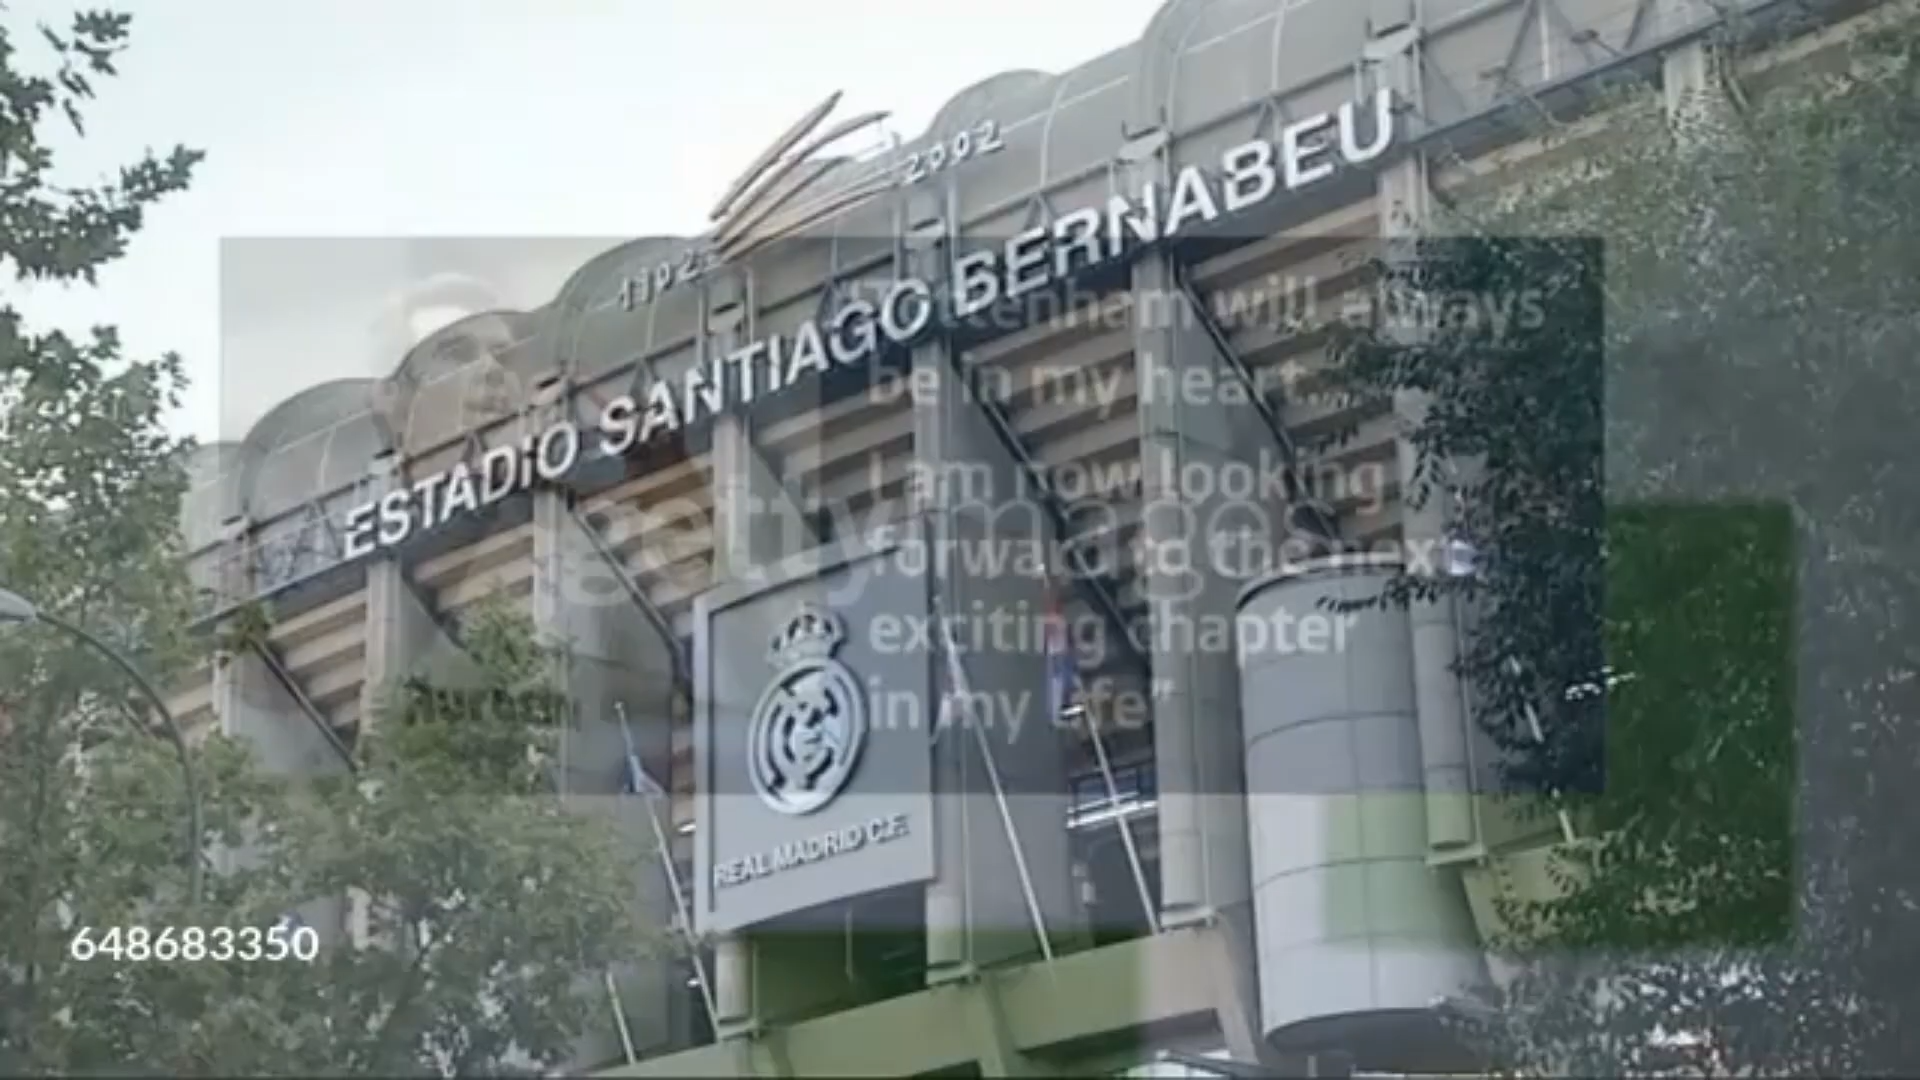 2002
1902
ESTADIO SANTIAGO BERNABEU
will always
be in my heart...
I am now looking
gettyimages
forward to the next
exciting chapter
in my life”
REAL MADRID C.F.
648683350